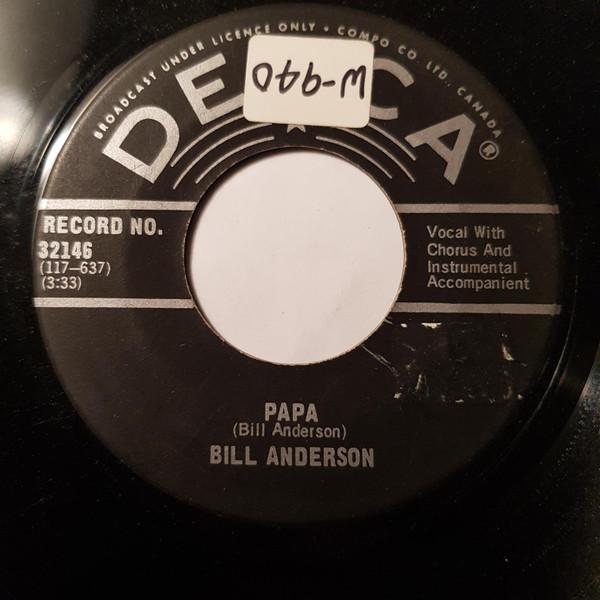 BROADCAST UNDER LICENCE ONLY • COMPO CO LTD., CANADA
DECCA®
W-940
RECORD NO.
32146
(117-637)
(3:33)
Vocal With
Chorus And
Instrumental
Accompanient
PAPA
(Bill Anderson)
BILL ANDERSON